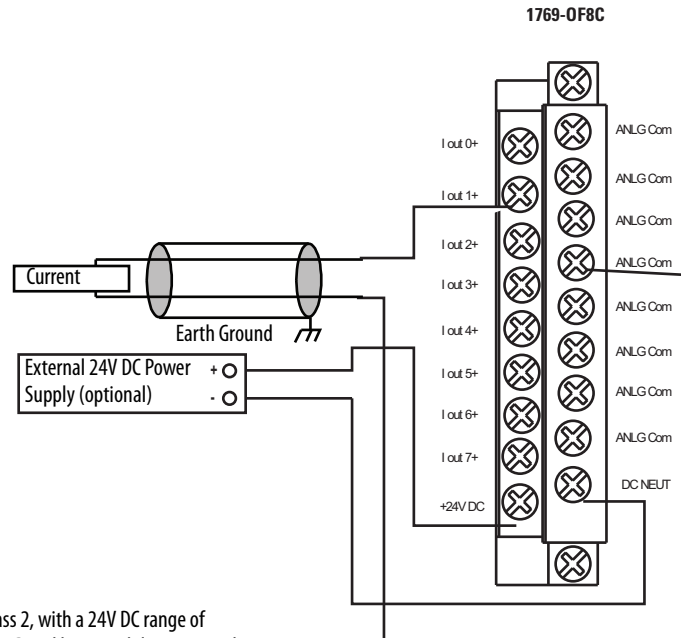 1769-OF8C
I out 0+
ANLG Com
I out 1+
ANLG Com
ANLG Com
I out 2+
ANLG Com
I out 3+
ANLG Com
I out 4+
ANLG Com
I out 5+
ANLG Com
I out 6+
ANLG Com
I out 7+
DC NEUT
+24V DC
Current
Earth Ground
External 24V DC Power +
Supply (optional) -
ss 2, with a 24V DC range of